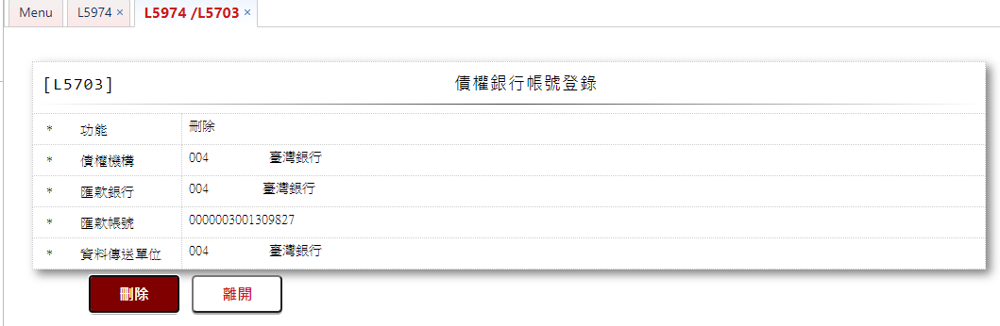 Menu L5974 × L5974 /L5703 ×
[L5703] 債權銀行帳號登錄
* 功能 刪除
* 債權機構 004 臺灣銀行
* 匯款銀行 004 臺灣銀行
* 匯款帳號 0000003001309827
* 資料傳送單位 004 臺灣銀行
刪除 離開